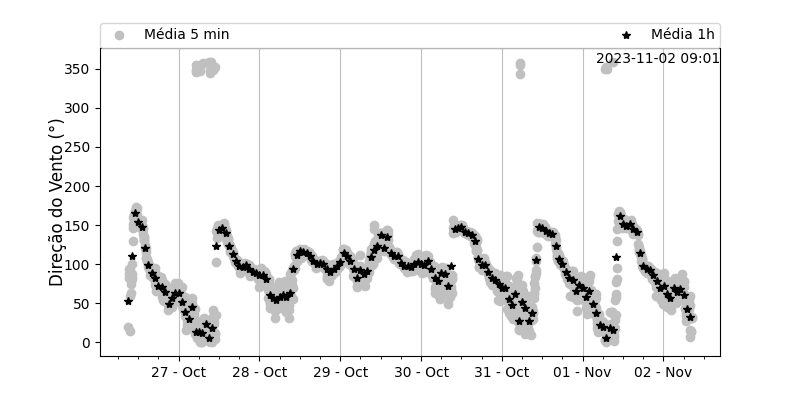 Média 5 min
Média 1h
2023-11-02 09:01
Direção do Vento (°)
350
300
250
200
150
100
50
0
27 - Oct
28 - Oct
29 - Oct
30 - Oct
31 - Oct
01 - Nov
02 - Nov